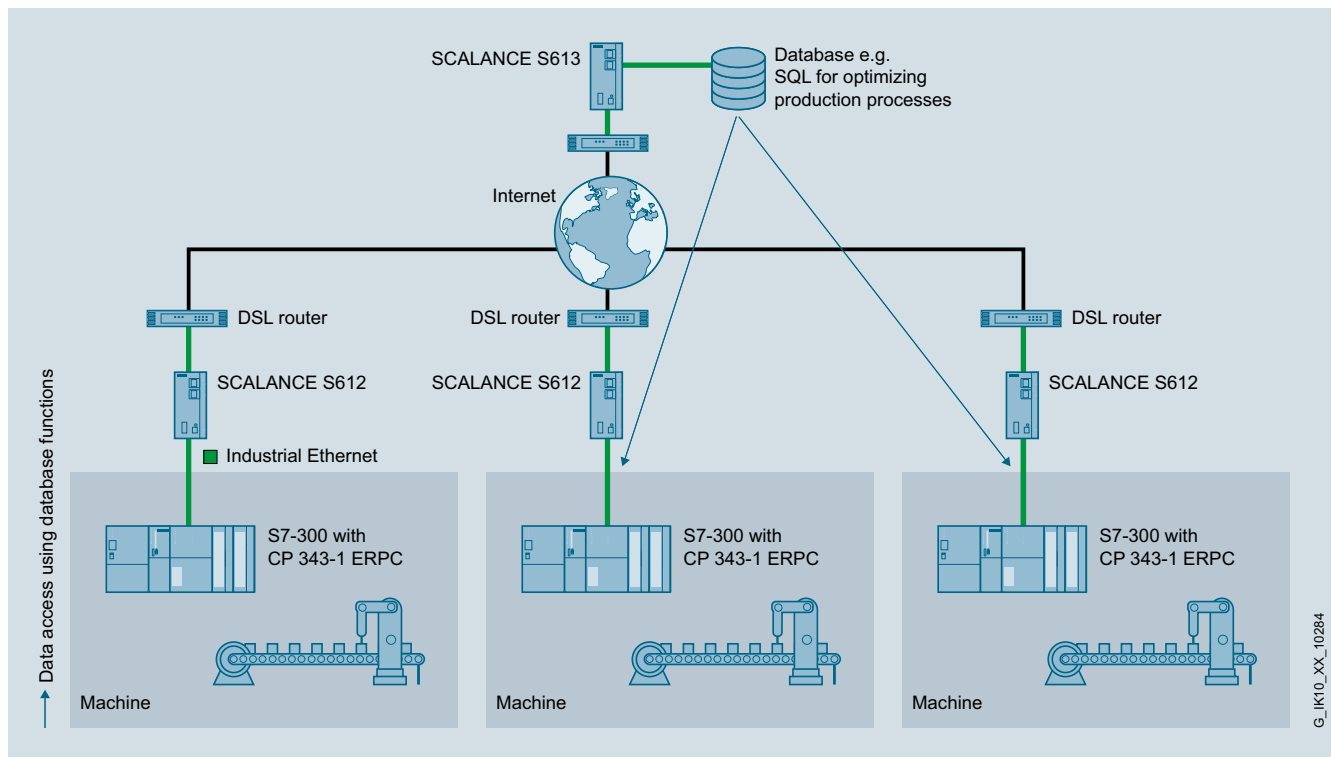 SCALANCE S613
Database e.g.
SQL for optimizing
production processes
Internet
DSL router
DSL router
DSL router
SCALANCE S612
SCALANCE S612
SCALANCE S612
Industrial Ethernet
Data access using database functions
S7-300 with
CP 343-1 ERPC
S7-300 with
CP 343-1 ERPC
S7-300 with
CP 343-1 ERPC
Machine
Machine
Machine
G_IK10_XX_10284